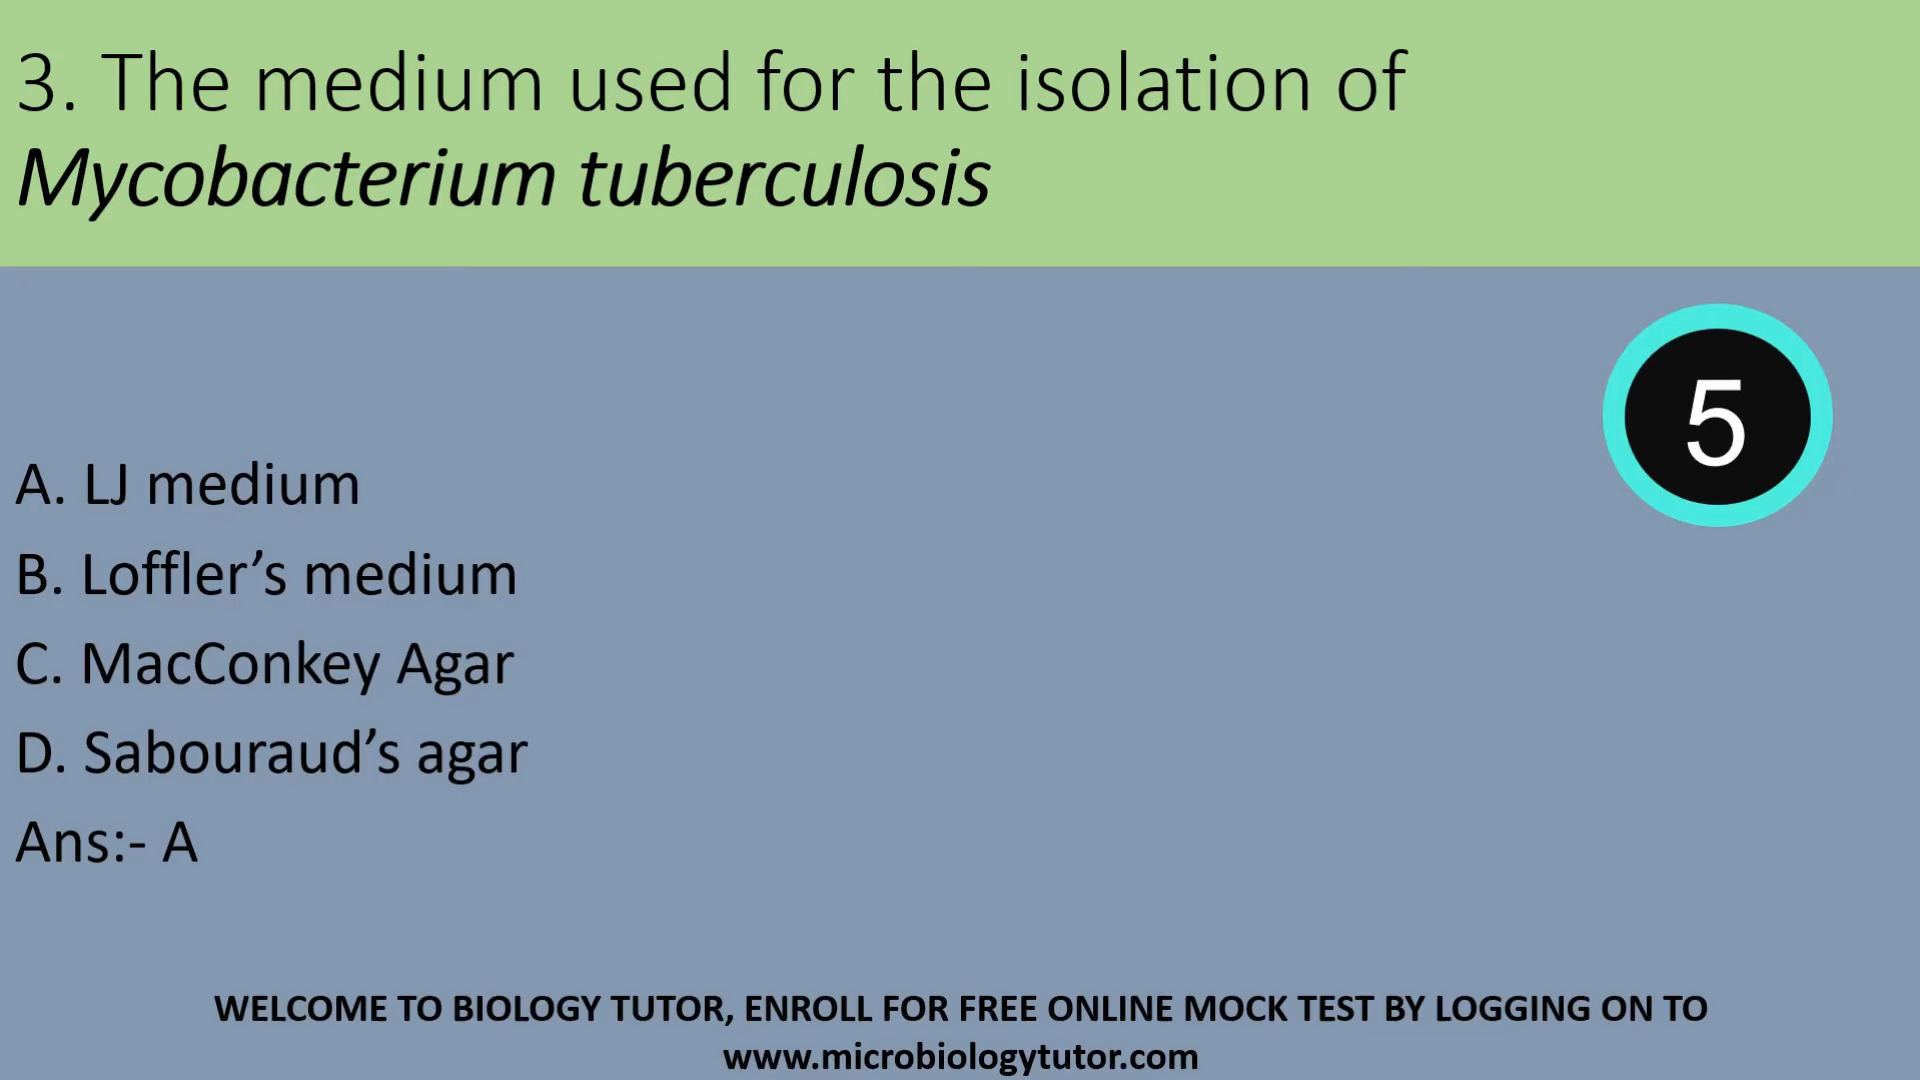 3. The medium used for the isolation of
Mycobacterium tuberculosis
5
A. LJ medium
B. Loffler’s medium
C. MacConkey Agar
D. Sabouraud’s agar
Ans:- A
WELCOME TO BIOLOGY TUTOR, ENROLL FOR FREE ONLINE MOCK TEST BY LOGGING ON TO
www.microbiologytutor.com